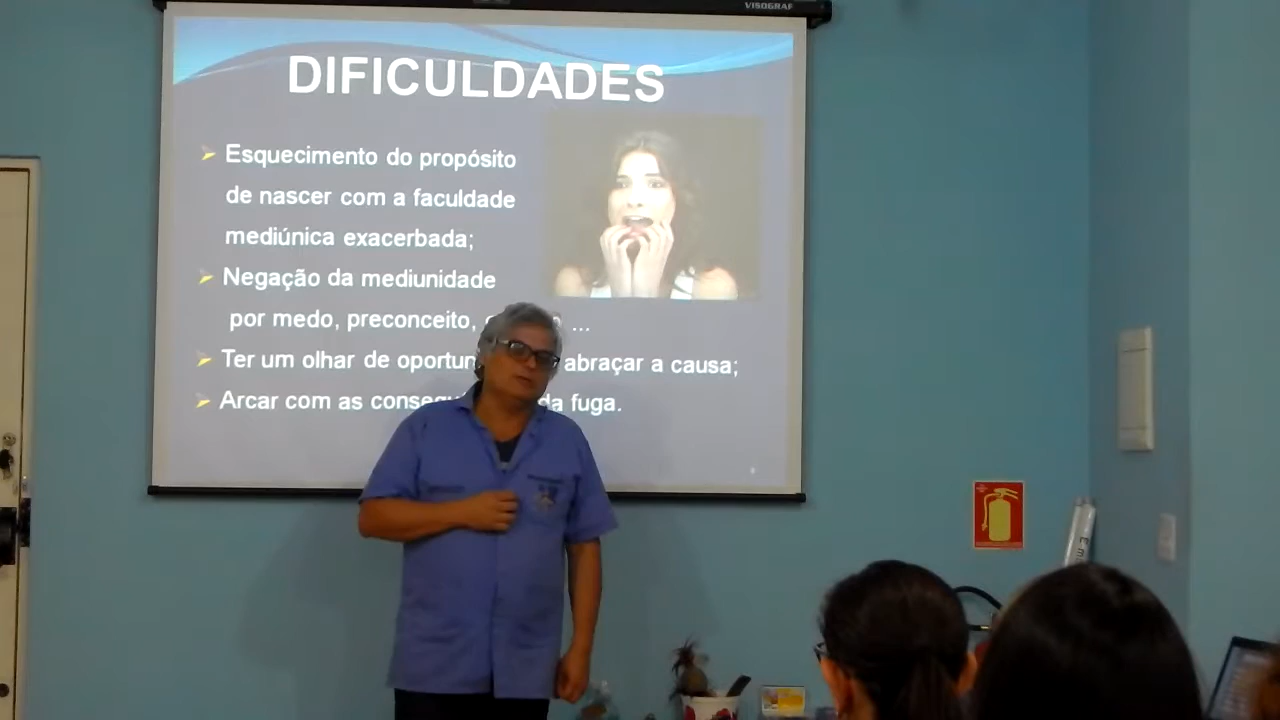 VISOGRAF
DIFICULDADES
Esquecimento do propósito
de nascer com a faculdade
mediúnica exacerbada;
Negação da mediunidade
por medo, preconceito, ...
Ter um olhar de abraçar a causa;
Arcar com as da fuga.